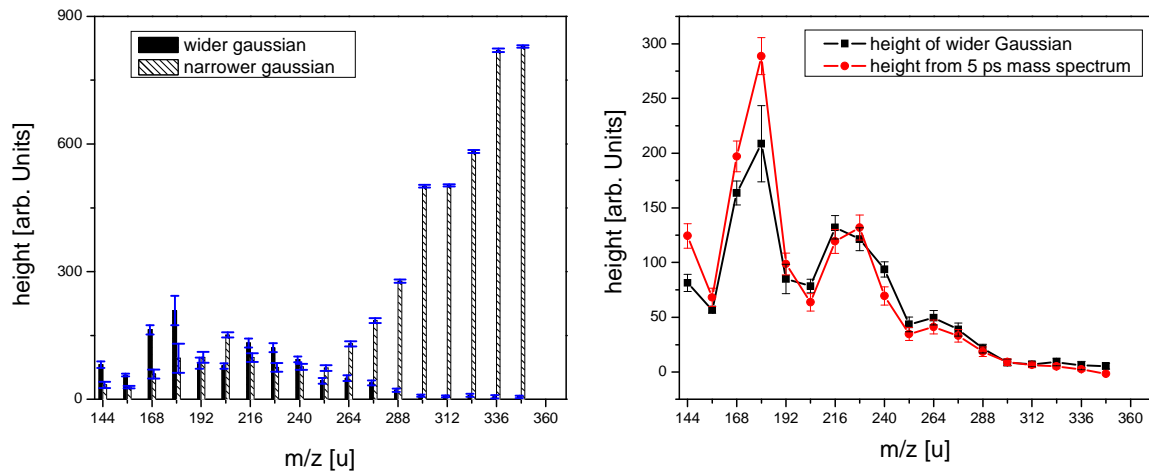 900
600
300
0
height [arb. Units]
wider gaussian
narrower gaussian
144 168 192 216 240 264 288 312 336 360
m/z [u]
300
250
200
150
100
50
0
height [arb. Units]
height of wider Gaussian
height from 5 ps mass spectrum
144 168 192 216 240 264 288 312 336 360
m/z [u]